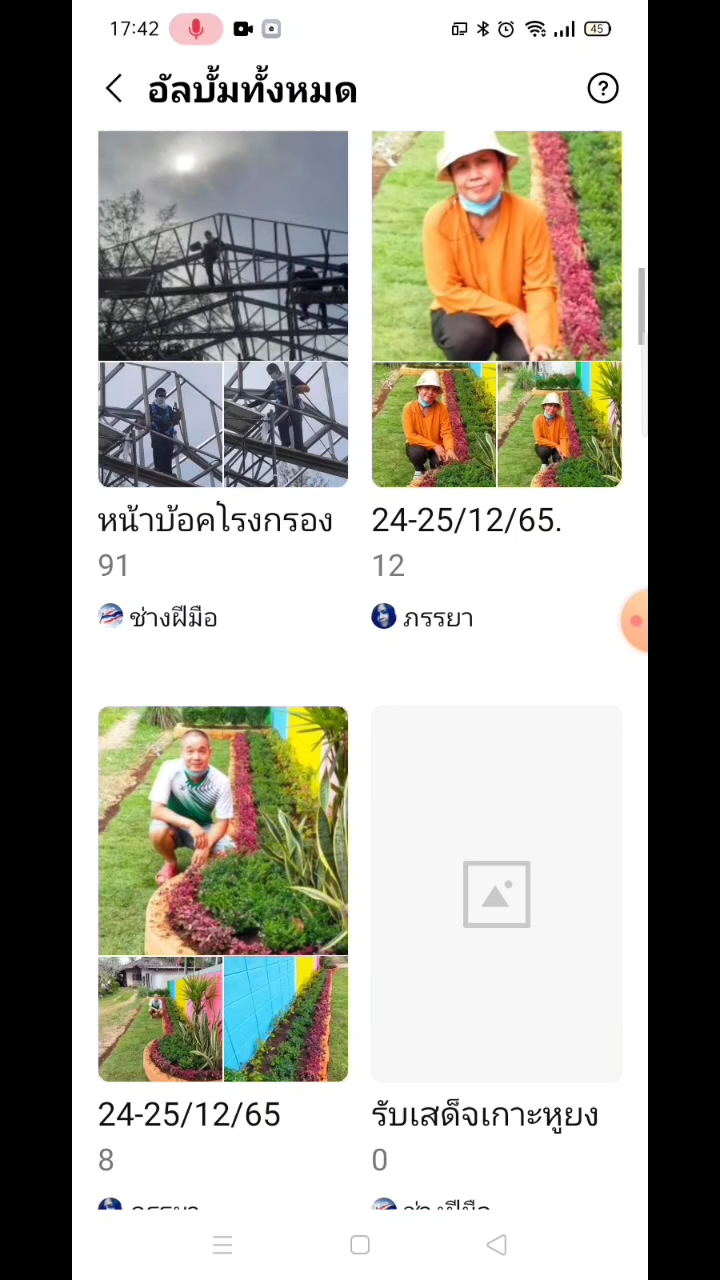 17:42
45
อัลบั้มทั้งหมด
?
หน้าบ้อคโรงกรอง
91
ช่างฝีมือ
24-25/12/65.
12
ภรรยา
24-25/12/65
8
รับเสด็จเกาะหูยง
0